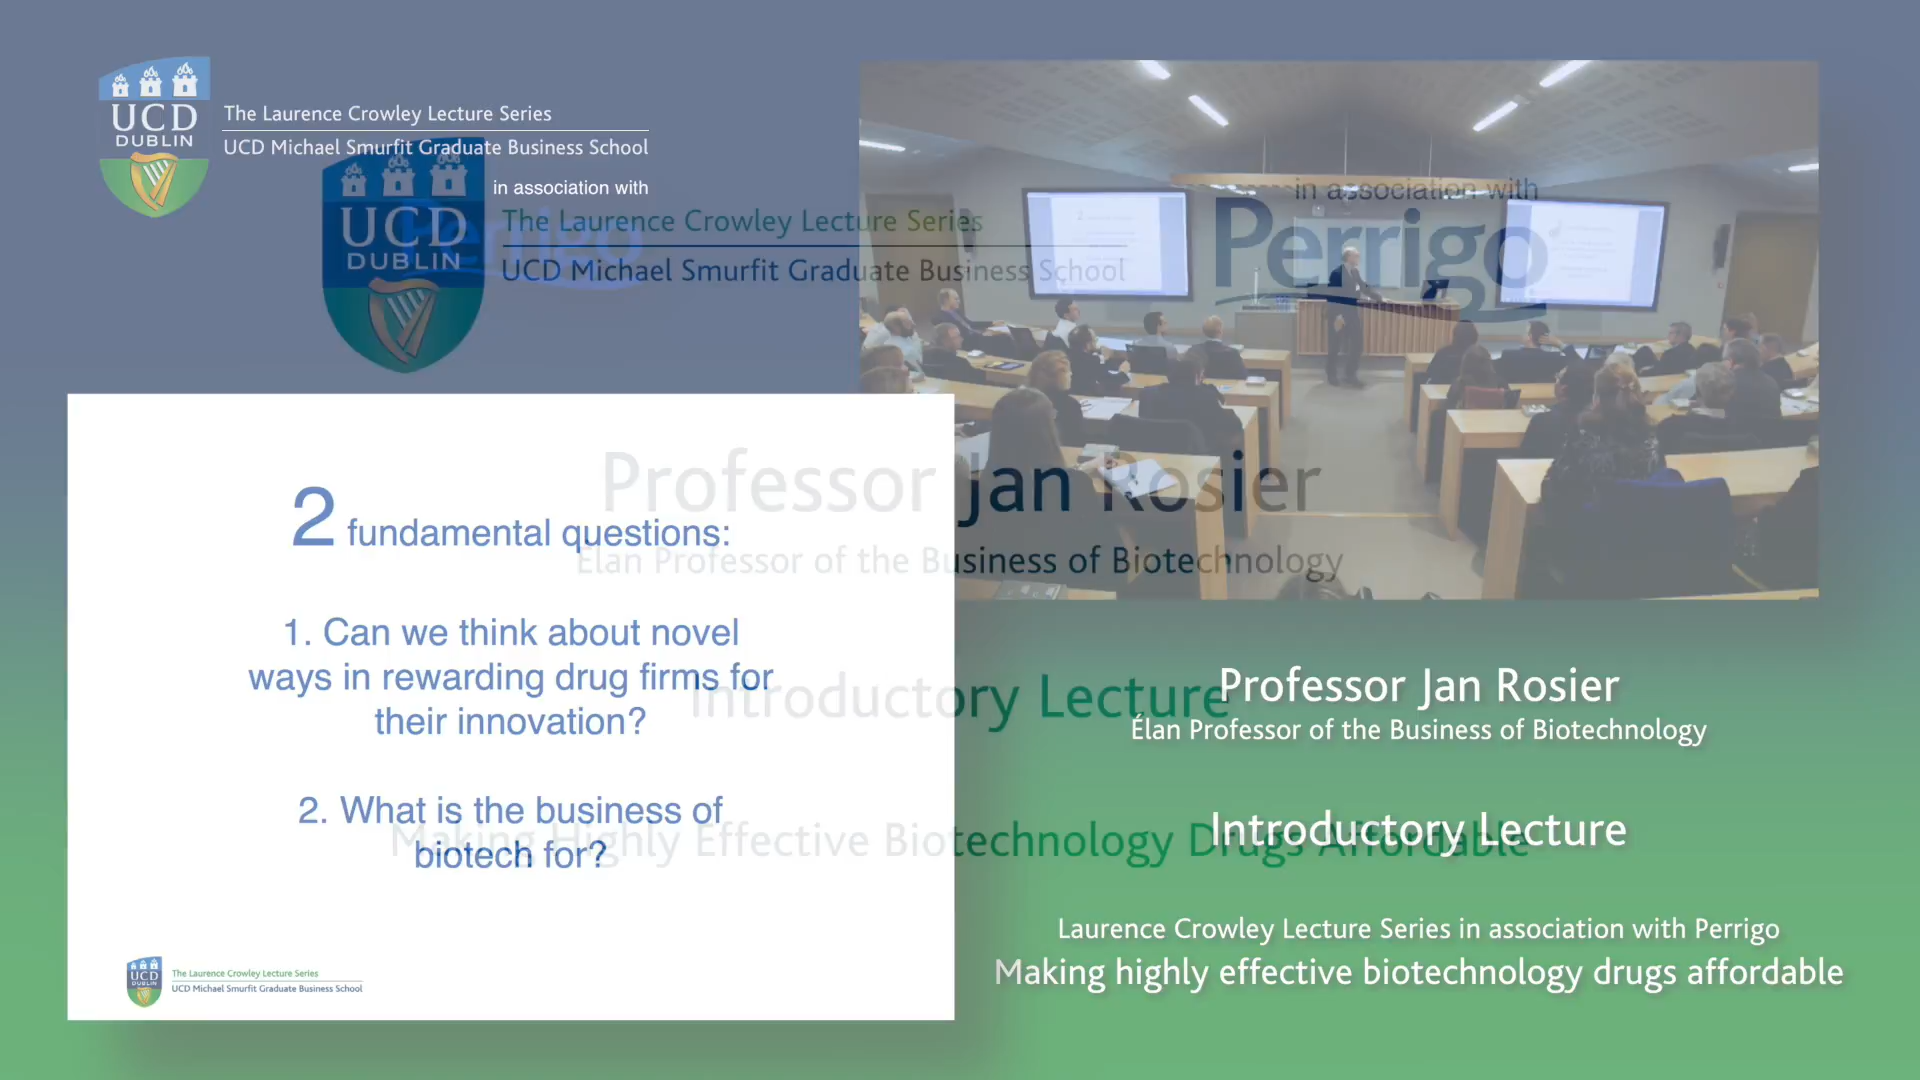 UCD
DUBLIN
The Laurence Crowley Lecture Series
UCD Michael Smurfit Graduate Business School
in association with
Perrigo
UCD
DUBLIN
The Laurence Crowley Lecture Series
UCD Michael Smurfit Graduate Business School
in association with
Perrigo
Professor Jan Rosier
Élan Professor of the Business of Biotechnology
Introductory Lecture
Making Highly Effective Biotechnology Drugs Affordable
2 fundamental questions:
1. Can we think about novel
ways in rewarding drug firms for
their innovation?
2. What is the business of
biotech for?
UCD
DUBLIN
The Laurence Crowley Lecture Series
UCD Michael Smurfit Graduate Business School
Professor Jan Rosier
Élan Professor of the Business of Biotechnology
Introductory Lecture
Laurence Crowley Lecture Series in association with Perrigo
Making highly effective biotechnology drugs affordable